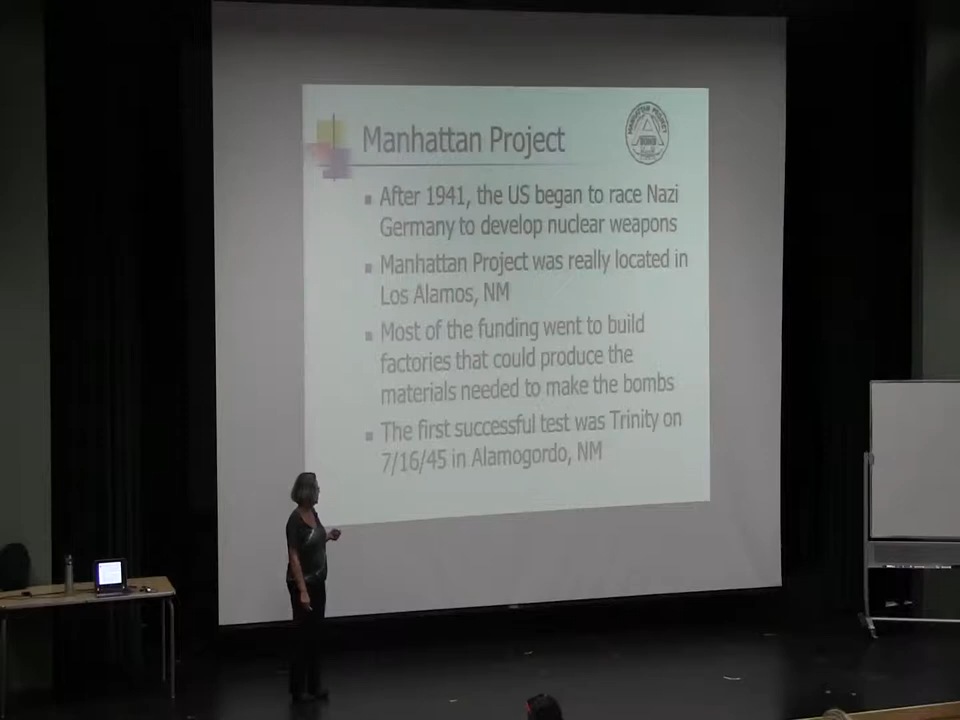 Manhattan Project
MANHATTAN PROJECT
After 1941, the US began to race Nazi
Germany to develop nuclear weapons
Manhattan Project was really located in
Los Alamos, NM
Most of the funding went to build
factories that could produce the
materials needed to make the bombs
The first successful test was Trinity on
7/16/45 in Alamogordo, NM